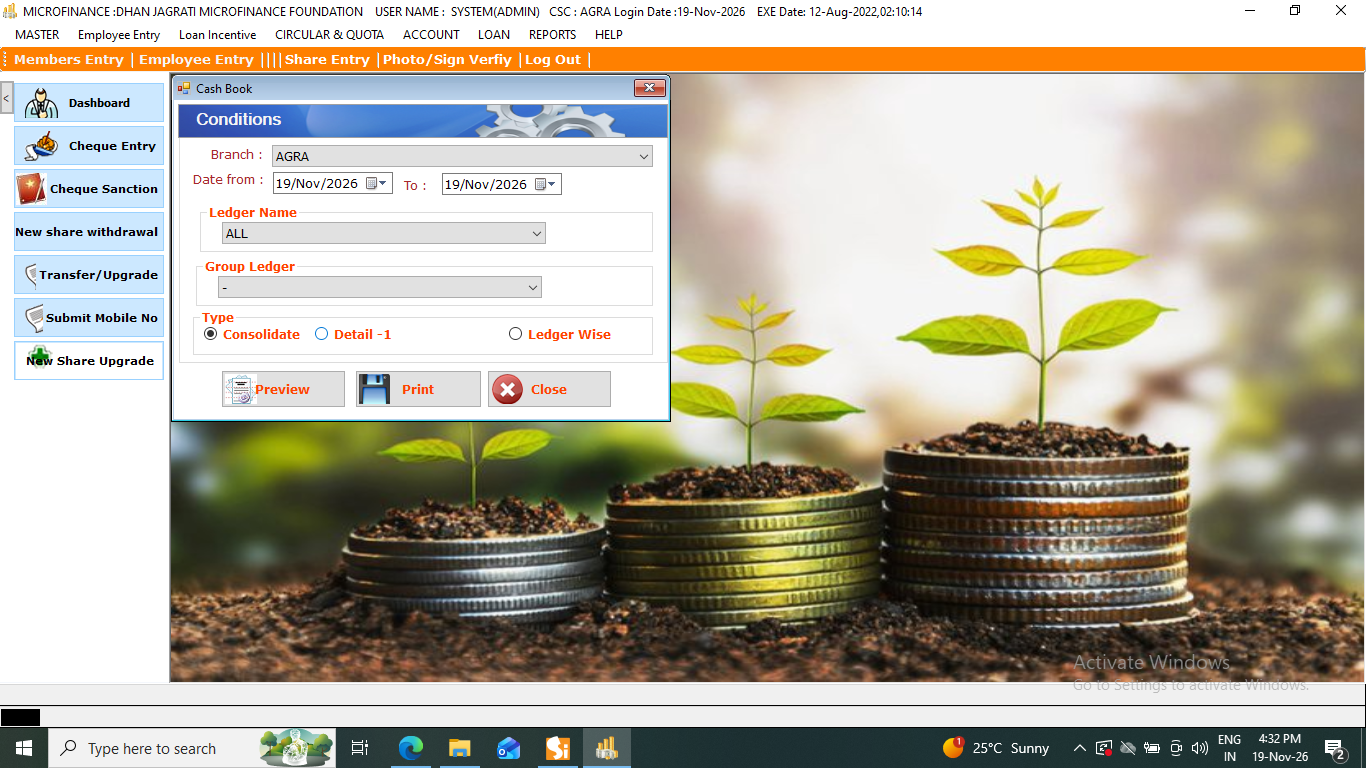 MICROFINANCE :DHAN JAGRATI MICROFINANCE FOUNDATION    USER NAME :  SYSTEM(ADMIN)   CSC : AGRA Login Date :19-Nov-2026   EXE Date: 12-Aug-2022,02:10:14
MASTER  Employee Entry  Loan Incentive  CIRCULAR & QUOTA  ACCOUNT  LOAN  REPORTS  HELP
Members Entry | Employee Entry ||||Share Entry |Photo/Sign Verfiy |Log Out |
<
Dashboard
Cheque Entry
Cheque Sanction
New share withdrawal
Transfer/Upgrade
Submit Mobile No
New Share Upgrade
Cash Book
Conditions
Branch : AGRA
Date from : 19/Nov/2026 To : 19/Nov/2026
Ledger Name
ALL
Group Ledger
-
Type
Consolidate  Detail -1  Ledger Wise
Preview  Print  Close
Activate Windows
Go to Settings to activate Windows.
Type here to search
1
25°C  Sunny
ENG
IN
4:32 PM
19-Nov-26
2